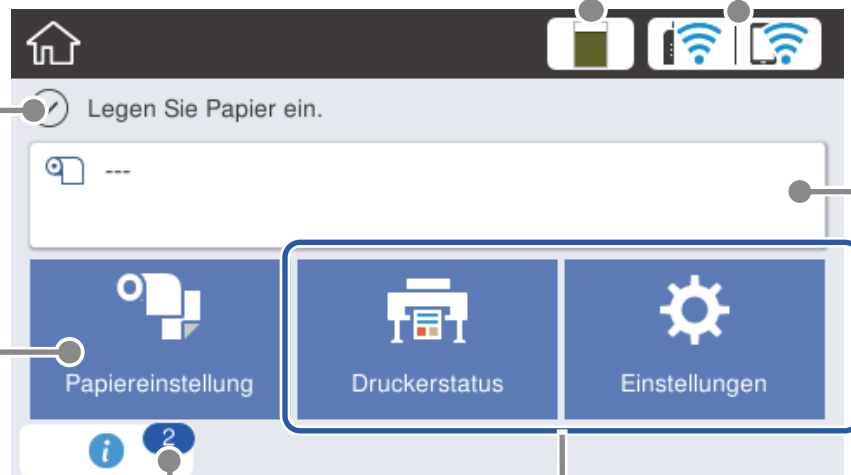 Legen Sie Papier ein.
---
Papiereinstellung
Druckerstatus
Einstellungen
i
2